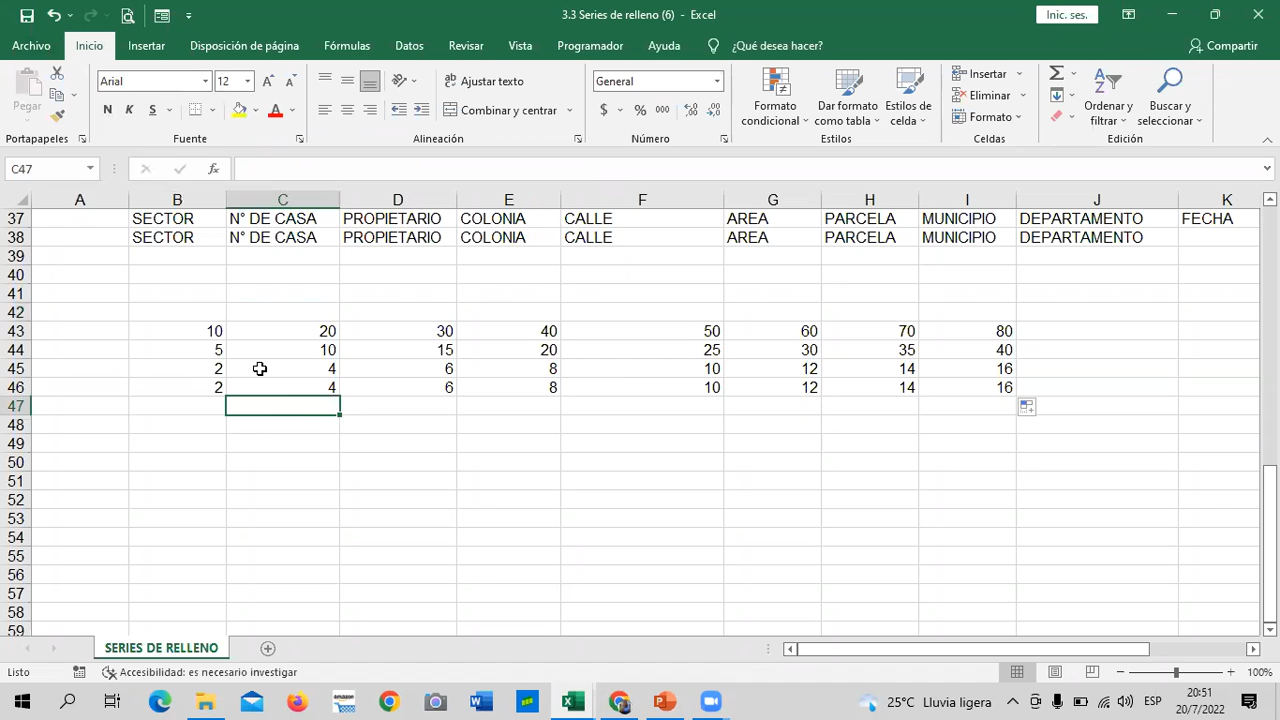 3.3 Series de relleno (6) - Excel
Inic. ses.
Archivo Inicio Insertar Disposición de página Fórmulas Datos Revisar Vista Programador Ayuda ¿Qué desea hacer? Compartir
Pegar
Arial 12
N K S
Ajustar texto
Combinar y centrar
General
$ % 000
Formato condicional
Dar formato como tabla
Estilos de celda
Insertar
Eliminar
Formato
Ordenar y filtrar
Buscar y seleccionar
Portapapeles Fuente Alineación Número Estilos Celdas Edición
C47 fx
A B C D E F G H I J K
37 SECTOR N° DE CASA PROPIETARIO COLONIA CALLE AREA PARCELA MUNICIPIO DEPARTAMENTO FECHA
38 SECTOR N° DE CASA PROPIETARIO COLONIA CALLE AREA PARCELA MUNICIPIO DEPARTAMENTO
39
40
41
42
43 10 20 30 40 50 60 70 80
44 5 10 15 20 25 30 35 40
45 2 4 6 8 10 12 14 16
46 2 4 6 8 10 12 14 16
47
48
49
50
51
52
53
54
55
56
57
58
59
SERIES DE RELLENO
Listo Accesibilidad: es necesario investigar 100%
25°C Lluvia ligera ESP 20:51
20/7/2022